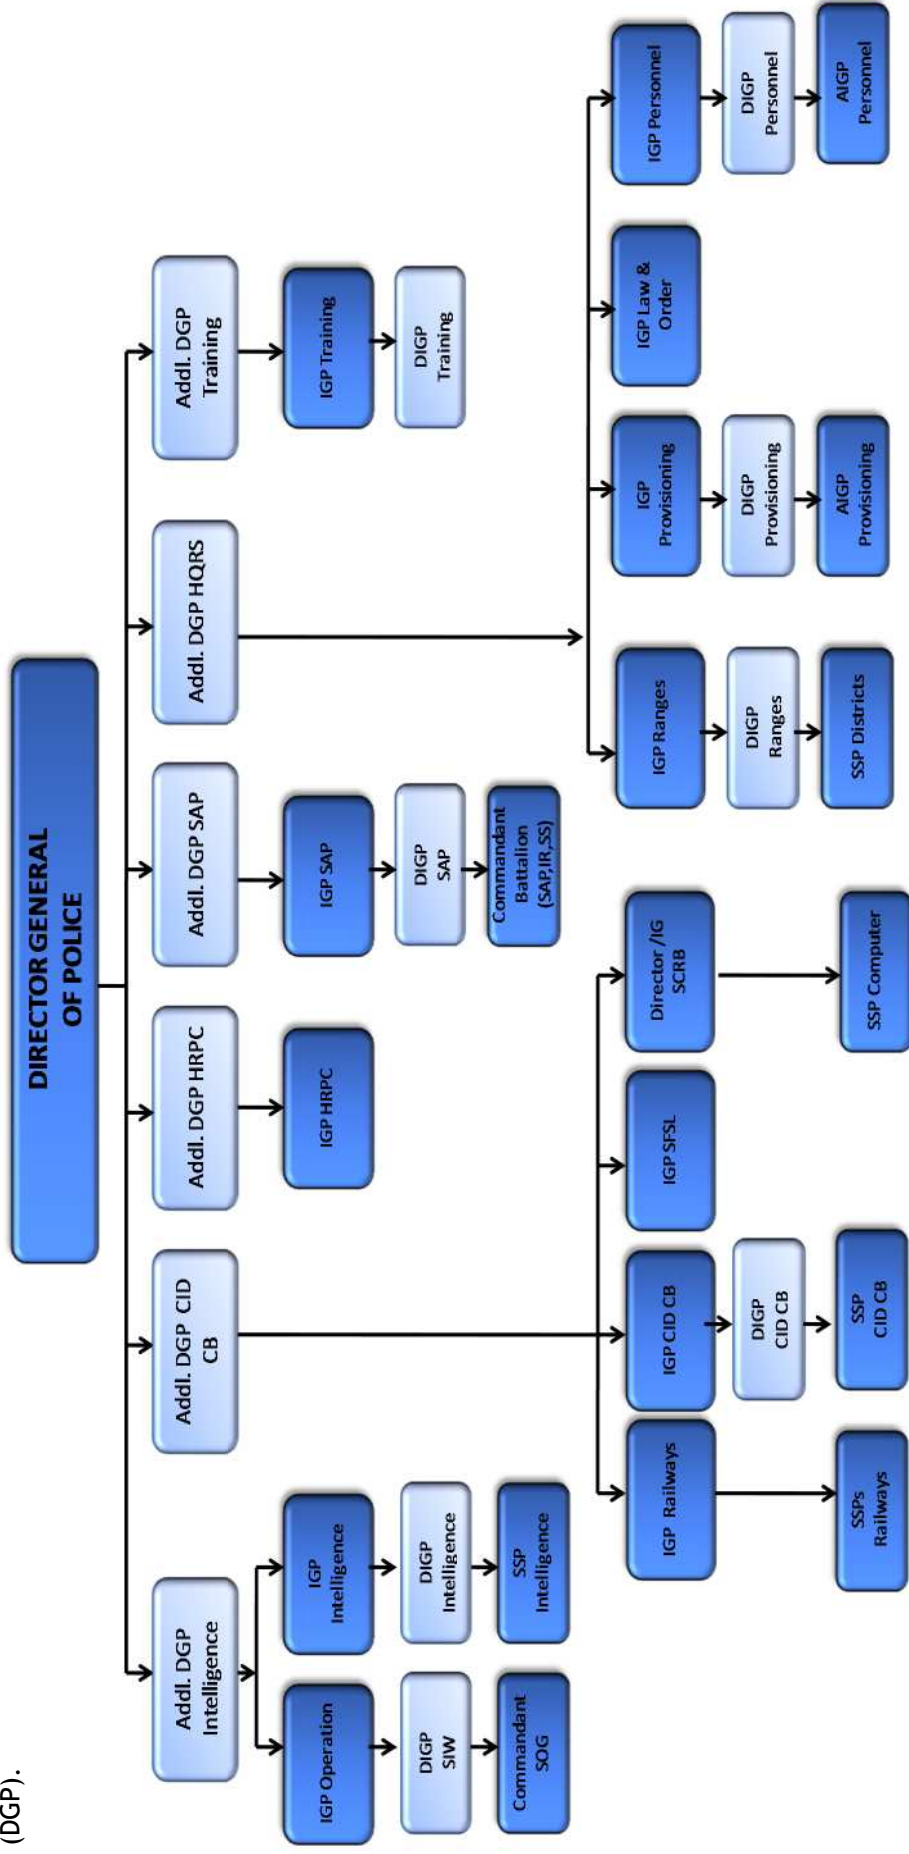 (DGP).
DIRECTOR GENERAL
OF POLICE
Addl. DGP
Intelligence
Addl. DGP CID
CB
Addl. DGP HRPC
Addl. DGP SAP
Addl. DGP HQRS
Addl. DGP
Training
IGP Operation
IGP
Intelligence
IGP HRPC
IGP SAP
IGP Training
DIGP
SIW
DIGP
Intelligence
DIGP
SAP
DIGP
Training
Commandant
SOG
SSP
Intelligence
Commandant
Battalion
(SAP,IR,SS)
IGP Railways
IGP CID CB
IGP SFSL
Director /IG
SCRB
IGP Ranges
IGP
Provisioning
IGP Law &
Order
IGP Personnel
DIGP
CID CB
DIGP
Ranges
DIGP
Provisioning
DIGP
Personnel
SSPs
Railways
SSP
CID CB
SSP Computer
SSP Districts
AIGP
Provisioning
AIGP
Personnel